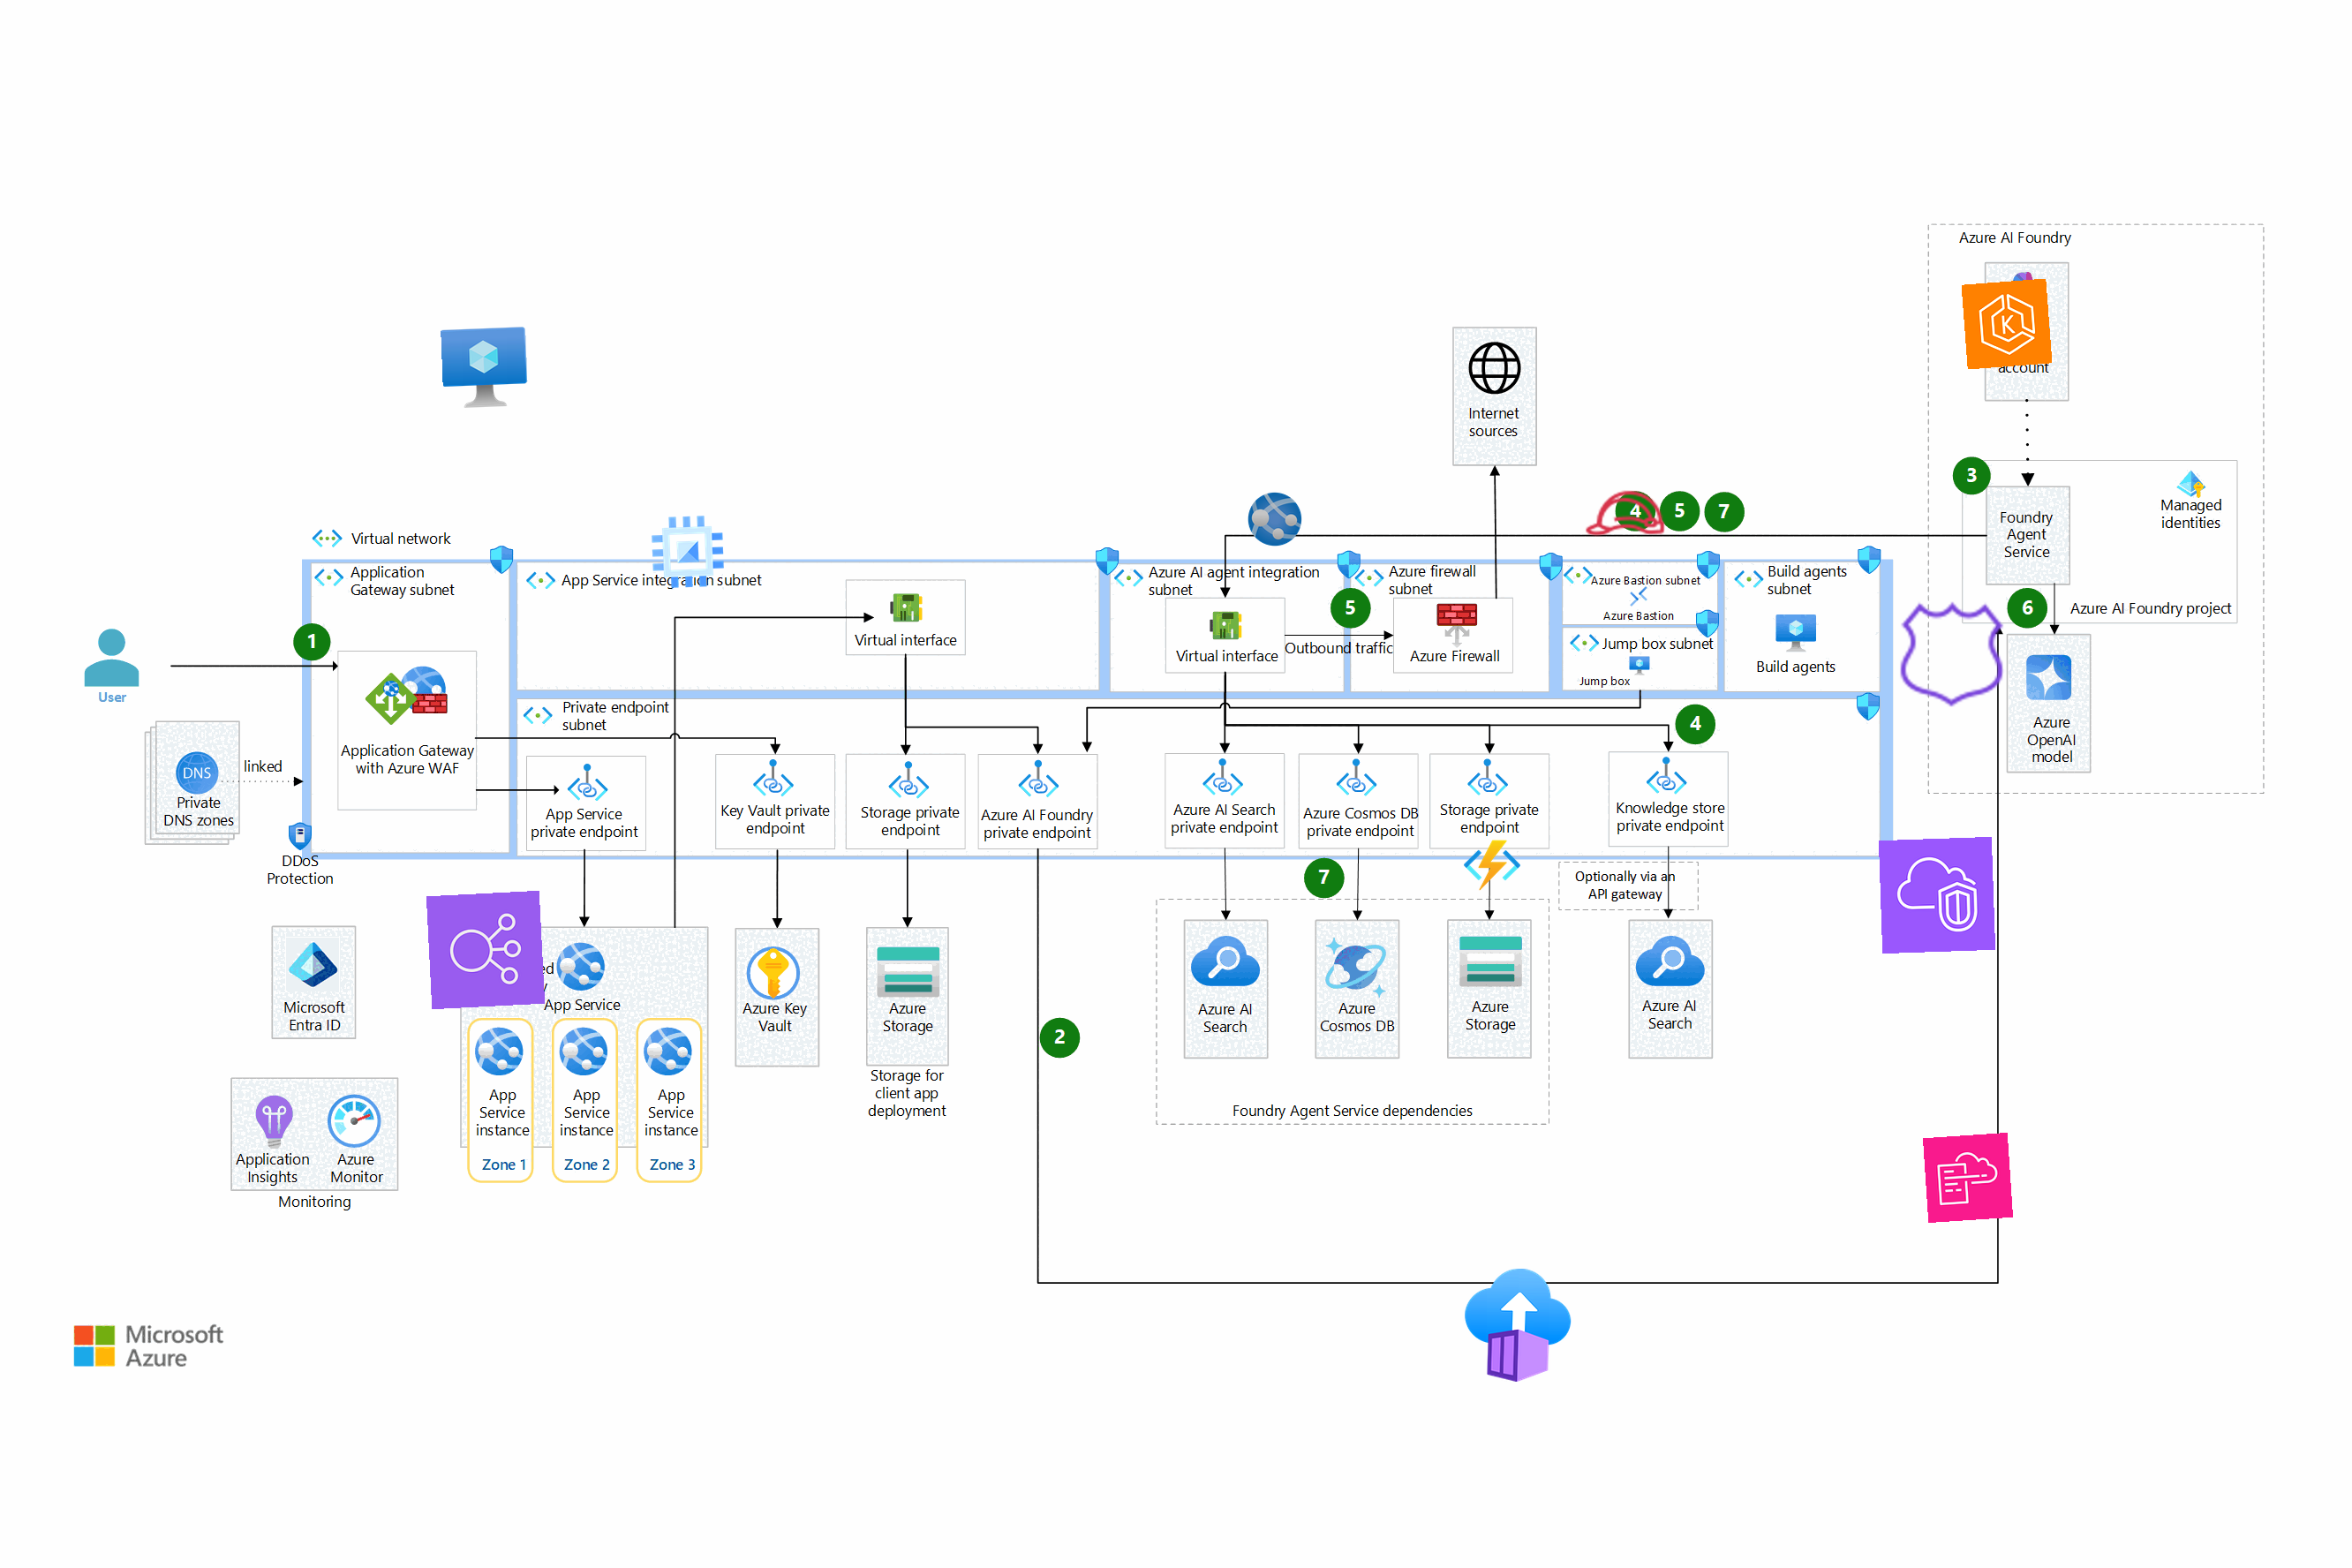 Azure AI Foundry
account
Internet
sources
3
Managed
identities
Foundry
Agent
Service
4
5
7
Virtual network
Application
Gateway subnet
App Service integration subnet
Azure AI agent integration
subnet
Azure firewall
subnet
Azure Bastion subnet
Azure Bastion
Build agents
subnet
5
6
Azure AI Foundry project
1
Virtual interface
Virtual interface
Outbound traffic
Azure Firewall
Jump box subnet
Jump box
Build agents
User
Private endpoint
subnet
4
Azure
OpenAI
model
Application Gateway
with Azure WAF
linked
DNS
Private
DNS zones
App Service
private endpoint
Key Vault private
endpoint
Storage private
endpoint
Azure AI Foundry
private endpoint
Azure AI Search
private endpoint
Azure Cosmos DB
private endpoint
Storage private
endpoint
Knowledge store
private endpoint
DDoS
Protection
7
Optionally via an
API gateway
Microsoft
Entra ID
App Service
Azure Key
Vault
Azure
Storage
Storage for
client app
deployment
2
Azure AI
Search
Azure
Cosmos DB
Azure
Storage
Azure AI
Search
Foundry Agent Service dependencies
App
Service
instance
Zone 1
App
Service
instance
Zone 2
App
Service
instance
Zone 3
Application
Insights
Azure
Monitor
Monitoring
Microsoft
Azure